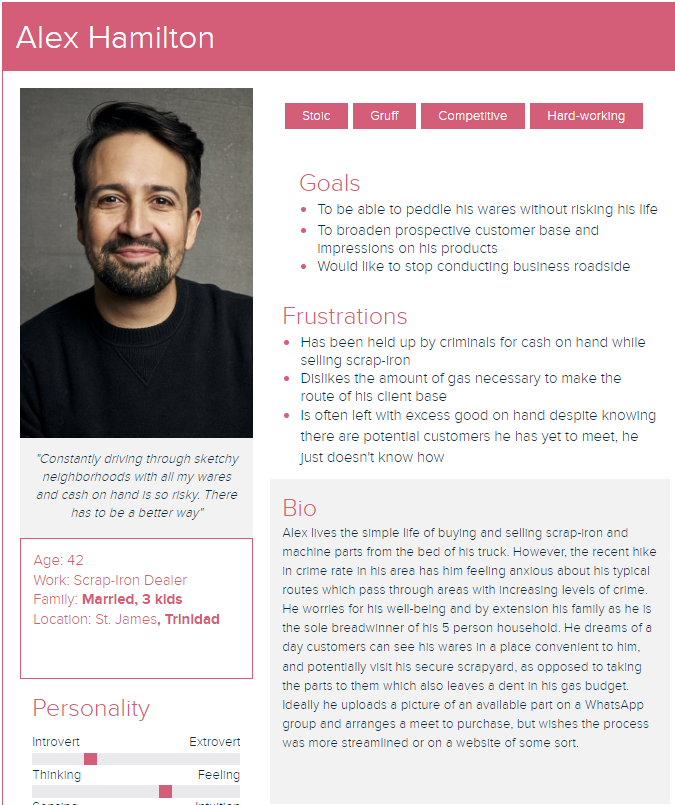 Alex Hamilton
Stoic
Gruff
Competitive
Hard-working
Goals
To be able to peddle his wares without risking his life
To broaden prospective customer base and
impressions on his products
Would like to stop conducting business roadside
Frustrations
Has been held up by criminals for cash on hand while
selling scrap-iron
Dislikes the amount of gas necessary to make the
route of his client base
Is often left with excess good on hand despite knowing
there are potential customers he has yet to meet, he
just doesn't know how
"Constantly driving through sketchy
neighborhoods with all my wares
and cash on hand is so risky. There
has to be a better way"
Age: 42
Work: Scrap-Iron Dealer
Family: Married, 3 kids
Location: St. James, Trinidad
Personality
Introvert Extrovert
Thinking Feeling
Sensing Intuition
Bio
Alex lives the simple life of buying and selling scrap-iron and
machine parts from the bed of his truck. However, the recent hike
in crime rate in his area has him feeling anxious about his typical
routes which pass through areas with increasing levels of crime.
He worries for his well-being and by extension his family as he is
the sole breadwinner of his 5 person household. He dreams of a
day customers can see his wares in a place convenient to him,
and potentially visit his secure scrapyard, as opposed to taking
the parts to them which also leaves a dent in his gas budget.
Ideally he uploads a picture of an available part on a WhatsApp
group and arranges a meet to purchase, but wishes the process
was more streamlined or on a website of some sort.